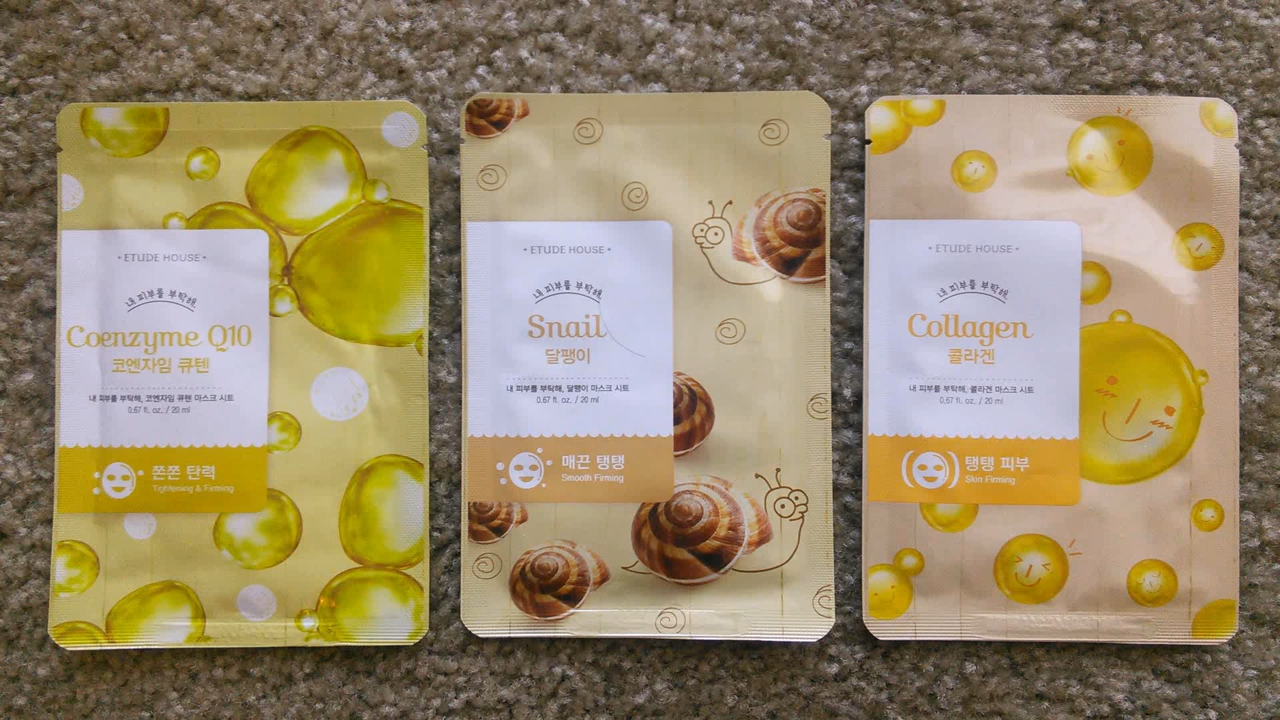 • ETUDE HOUSE •
내 피부를 부탁해.
Coenzyme Q10
코엔자임 큐텐
내 피부를 부탁해, 코엔자임 큐텐 마스크 시트
0.67 fl. oz. / 20 ml
쫀쫀 탄력
Tightening & Firming
• ETUDE HOUSE •
내 피부를 부탁해.
Snail
달팽이
내 피부를 부탁해, 달팽이 마스크 시트
0.67 fl. oz. / 20 ml
매끈 탱탱
Smooth Firming
• ETUDE HOUSE •
내 피부를 부탁해.
Collagen
콜라겐
내 피부를 부탁해, 콜라겐 마스크 시트
0.67 fl. oz. / 20 ml
탱탱 피부
Skin Firming